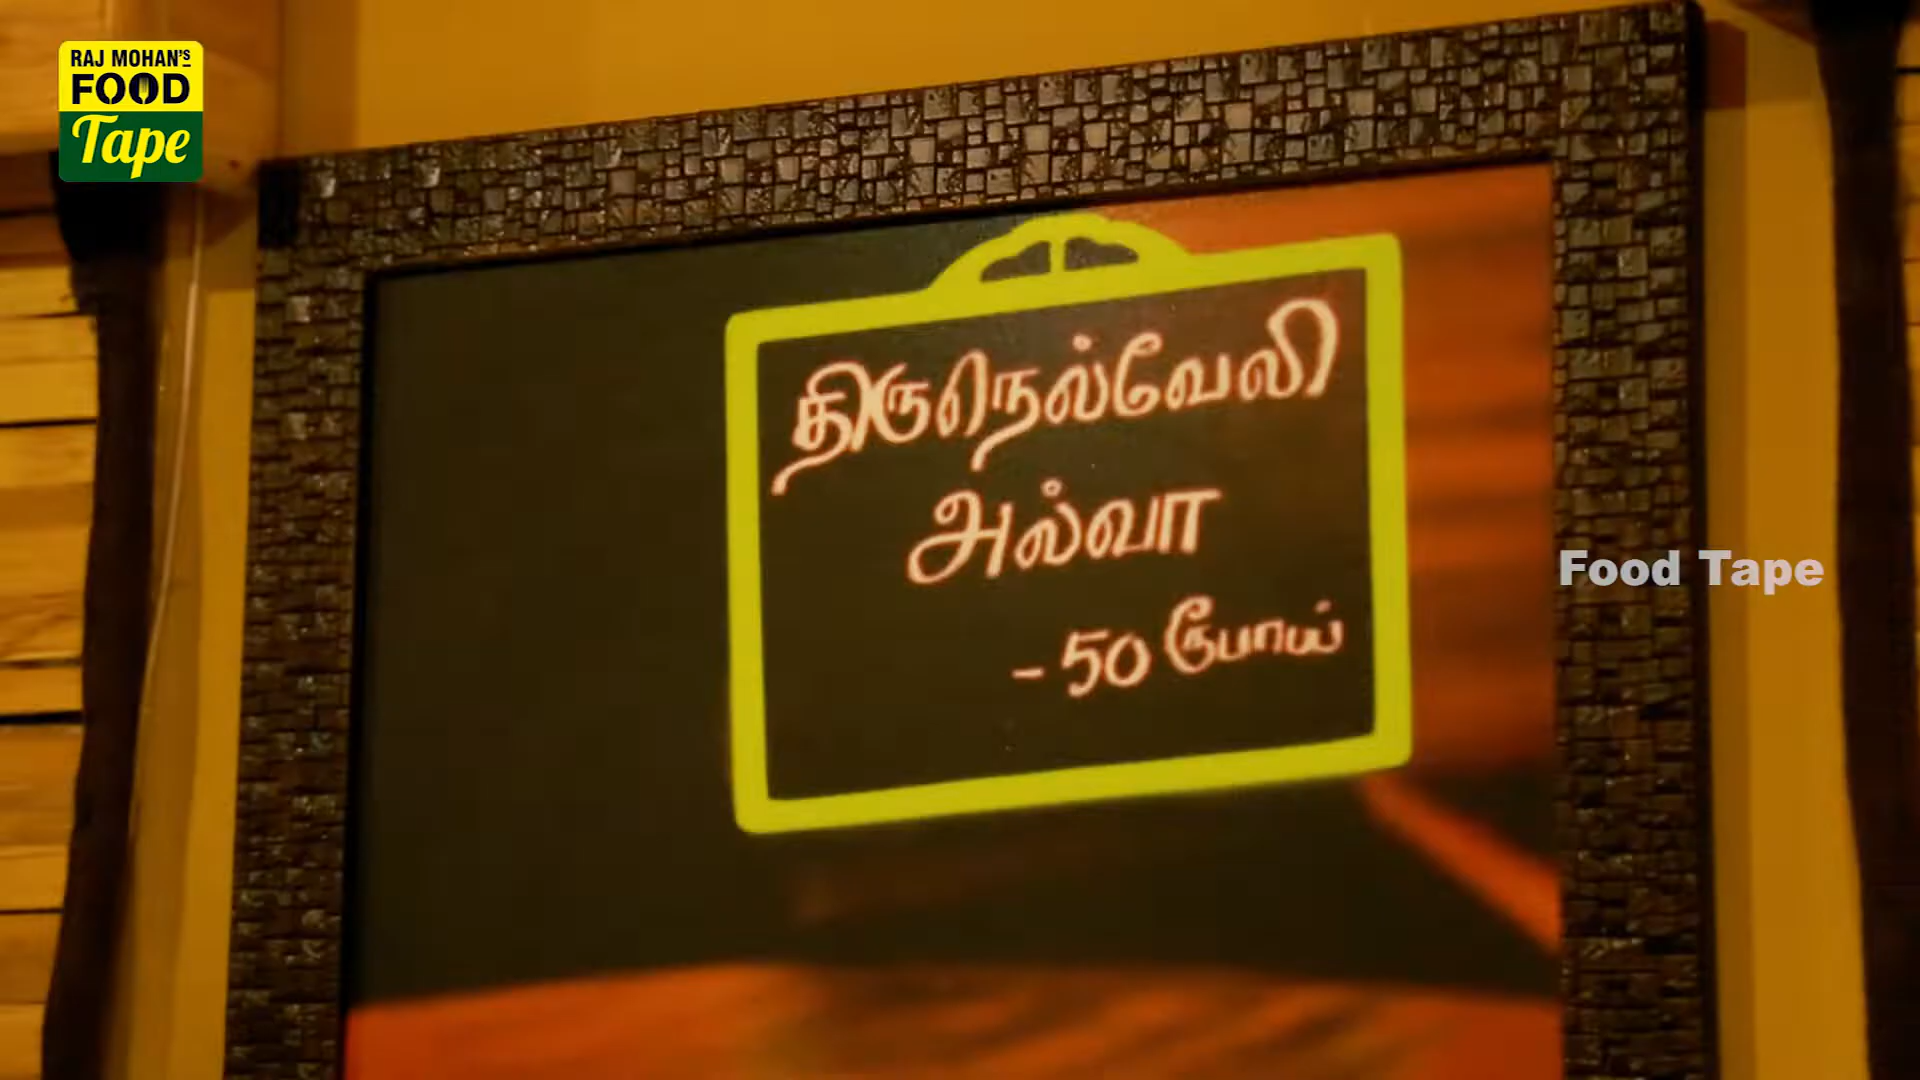 RAJ MOHAN'S
FOOD
Tape
திருநெல்வேலி
அல்வா
- 50 ரூபோய்
Food Tape